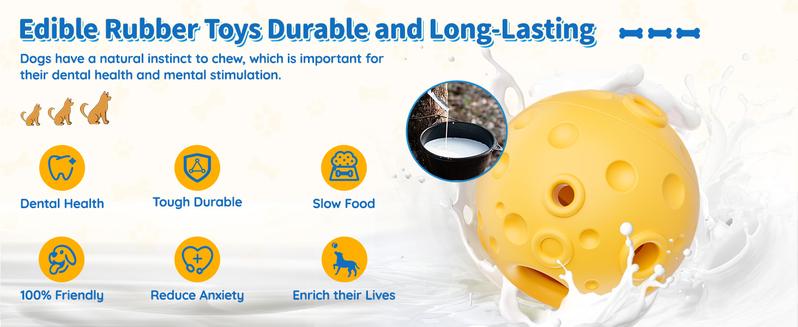 Edible Rubber Toys Durable and Long-Lasting
Dogs have a natural instinct to chew, which is important for
their dental health and mental stimulation.
Dental Health
Tough Durable
Slow Food
100% Friendly
Reduce Anxiety
Enrich their Lives